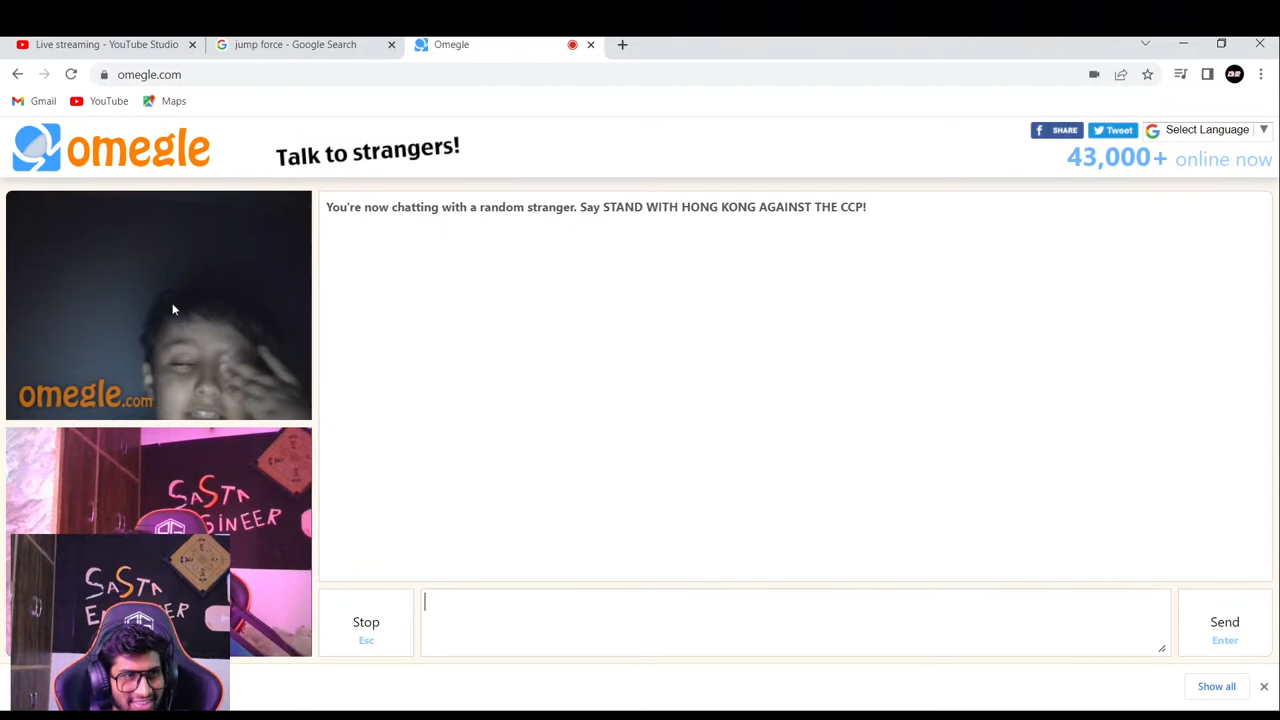 Live streaming - YouTube Studio
jump force - Google Search
Omegle
omegle.com
Gmail
YouTube
Maps
omegle
Talk to strangers!
SHARE
Tweet
Select Language
43,000+ online now
You're now chatting with a random stranger. Say STAND WITH HONG KONG AGAINST THE CCP!
omegle.com
SaSTA
ENGINEER
SaSTA
ENGINEER
Stop
Esc
Send
Enter
Show all